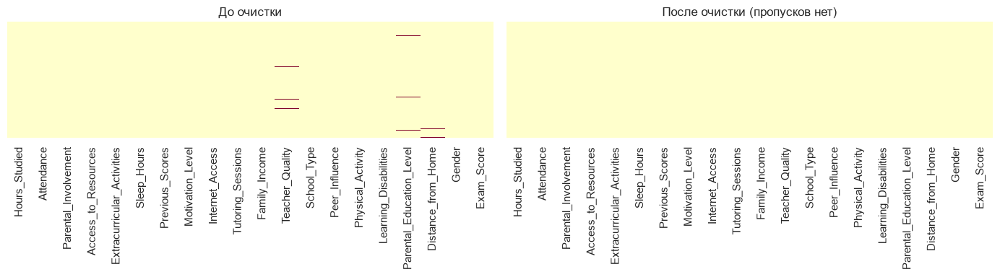 До очистки
Hours_Studied
Attendance
Parental_Involvement
Access_to_Resources
Extracurricular_Activities
Sleep_Hours
Previous_Scores
Motivation_Level
Internet_Access
Tutoring_Sessions
Family_Income
Teacher_Quality
School_Type
Peer_Influence
Physical_Activity
Learning_Disabilities
Parental_Education_Level
Distance_from_Home
Gender
Exam_Score
После очистки (пропусков нет)
Hours_Studied
Attendance
Parental_Involvement
Access_to_Resources
Extracurricular_Activities
Sleep_Hours
Previous_Scores
Motivation_Level
Internet_Access
Tutoring_Sessions
Family_Income
Teacher_Quality
School_Type
Peer_Influence
Physical_Activity
Learning_Disabilities
Parental_Education_Level
Distance_from_Home
Gender
Exam_Score